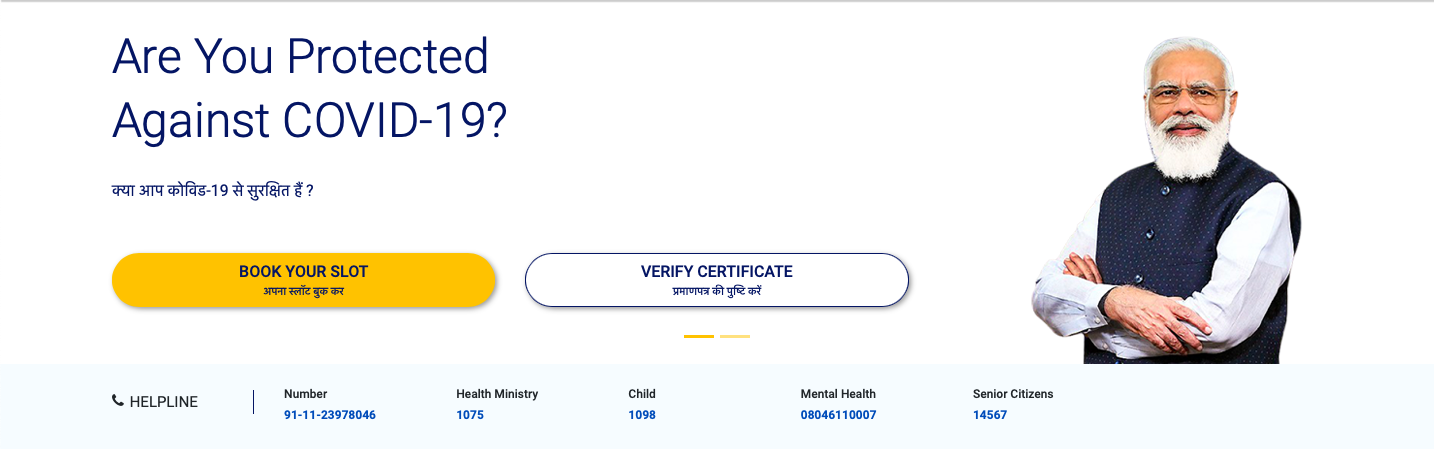 Are You Protected
Against COVID-19?
क्या आप कोविड-19 से सुरक्षित हैं ?
BOOK YOUR SLOT
अपना स्लॉट बुक कर
VERIFY CERTIFICATE
प्रमाणपत्र की पुष्टि करें
HELPLINE
Number
91-11-23978046
Health Ministry
1075
Child
1098
Mental Health
08046110007
Senior Citizens
14567